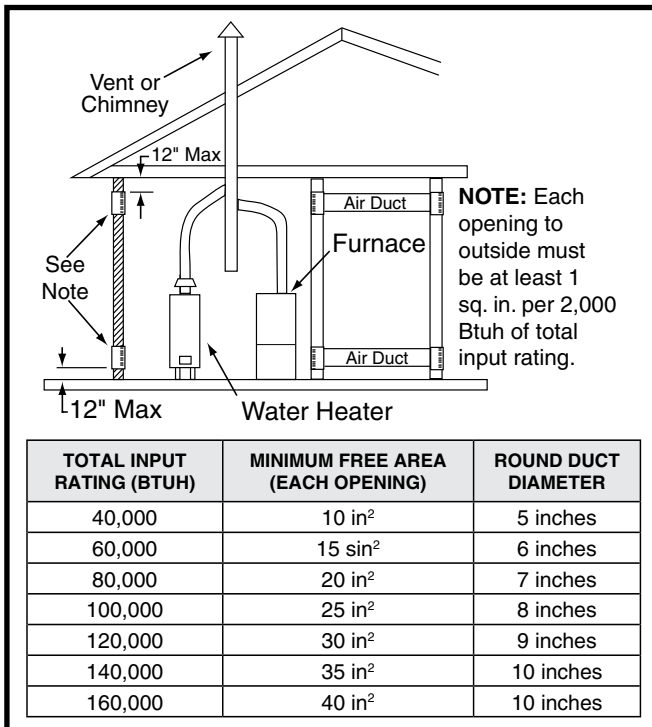 Vent or
Chimney
12" Max
Air Duct
NOTE: Each
opening to
outside must
be at least 1
sq. in. per 2,000
Btuh of total
input rating.
Furnace
See
Note
Air Duct
12" Max
Water Heater
TOTAL INPUT
RATING (BTUH)
MINIMUM FREE AREA
(EACH OPENING)
ROUND DUCT
DIAMETER
40,000 10 in² 5 inches
60,000 15 sin² 6 inches
80,000 20 in² 7 inches
100,000 25 in² 8 inches
120,000 30 in² 9 inches
140,000 35 in² 10 inches
160,000 40 in² 10 inches